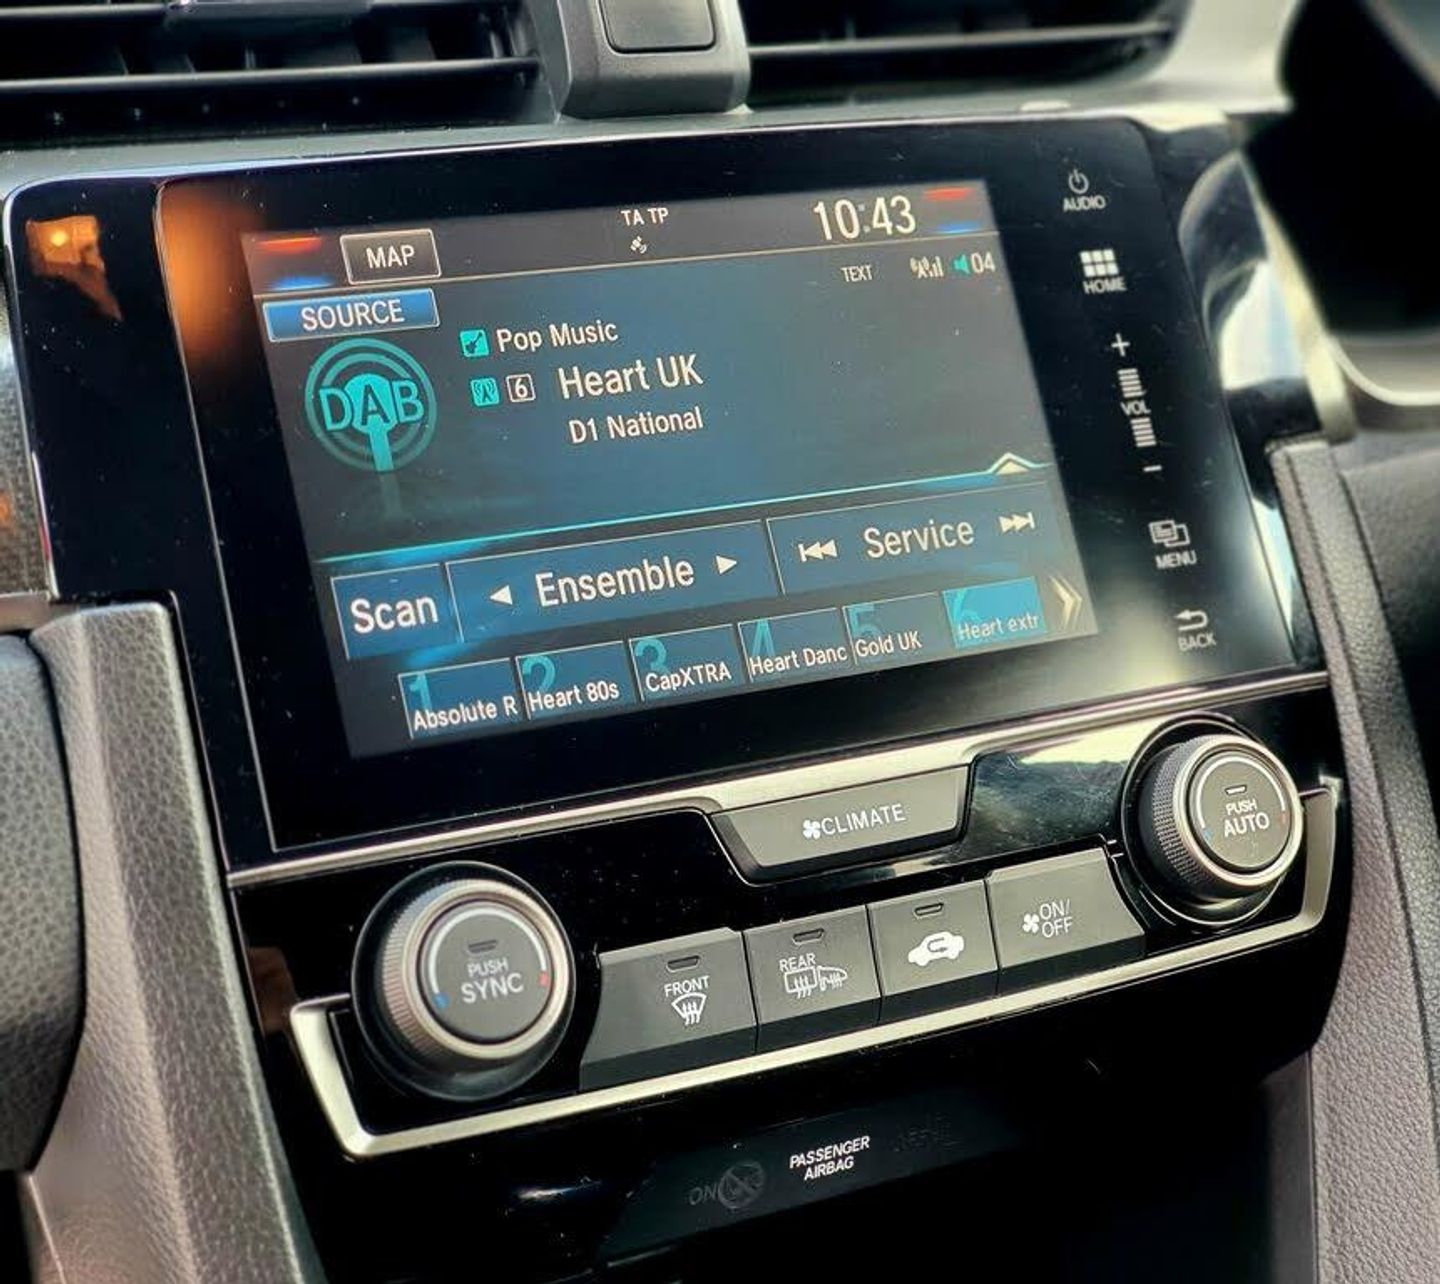 TA TP
MAP
10:43
AUDIO
TEXT
04
SOURCE
HOME
DAB
Pop Music
6 Heart UK
D1 National
+
VOL
-
Scan
Ensemble
Service
MENU
1 Absolute R
2 Heart 80s
3 CapXTRA
4 Heart Danc
5 Gold UK
6 Heart extr
BACK
CLIMATE
PUSH
AUTO
PUSH
SYNC
FRONT
REAR
ON/
OFF
PASSENGER
AIRBAG
ON